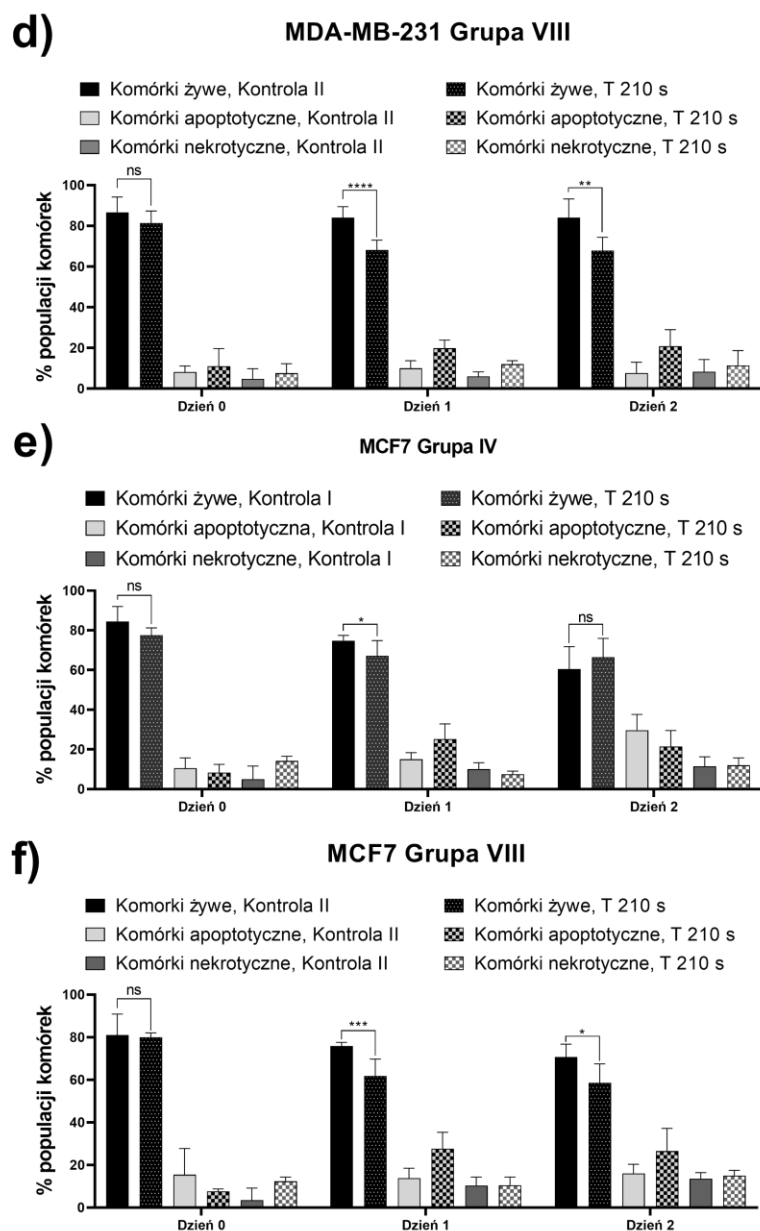 d)
MDA-MB-231 Grupa VIII
Komórki żywe, Kontrola II
Komórki żywe, T 210 s
Komórki apoptotyczne, Kontrola II
Komórki apoptotyczne, T 210 s
Komórki nekrotyczne, Kontrola II
Komórki nekrotyczne, T 210 s
% populacji komórek
100
80
60
40
20
0
ns
****
**
Dzień 0
Dzień 1
Dzień 2
e)
MCF7 Grupa IV
Komórki żywe, Kontrola I
Komórki żywe, T 210 s
Komórki apoptotyczna, Kontrola I
Komórki apoptotyczne, T 210 s
Komórki nekrotyczne, Kontrola I
Komórki nekrotyczne, T 210 s
% populacji komórek
100
80
60
40
20
0
ns
*
ns
Dzień 0
Dzień 1
Dzień 2
f)
MCF7 Grupa VIII
Komorki żywe, Kontrola II
Komórki żywe, T 210 s
Komórki apoptotyczne, Kontrola II
Komórki apoptotyczne, T 210 s
Komórki nekrotyczne, Kontrola II
Komórki nekrotyczne, T 210 s
% populacji komórek
100
80
60
40
20
0
ns
***
*
Dzień 0
Dzień 1
Dzień 2